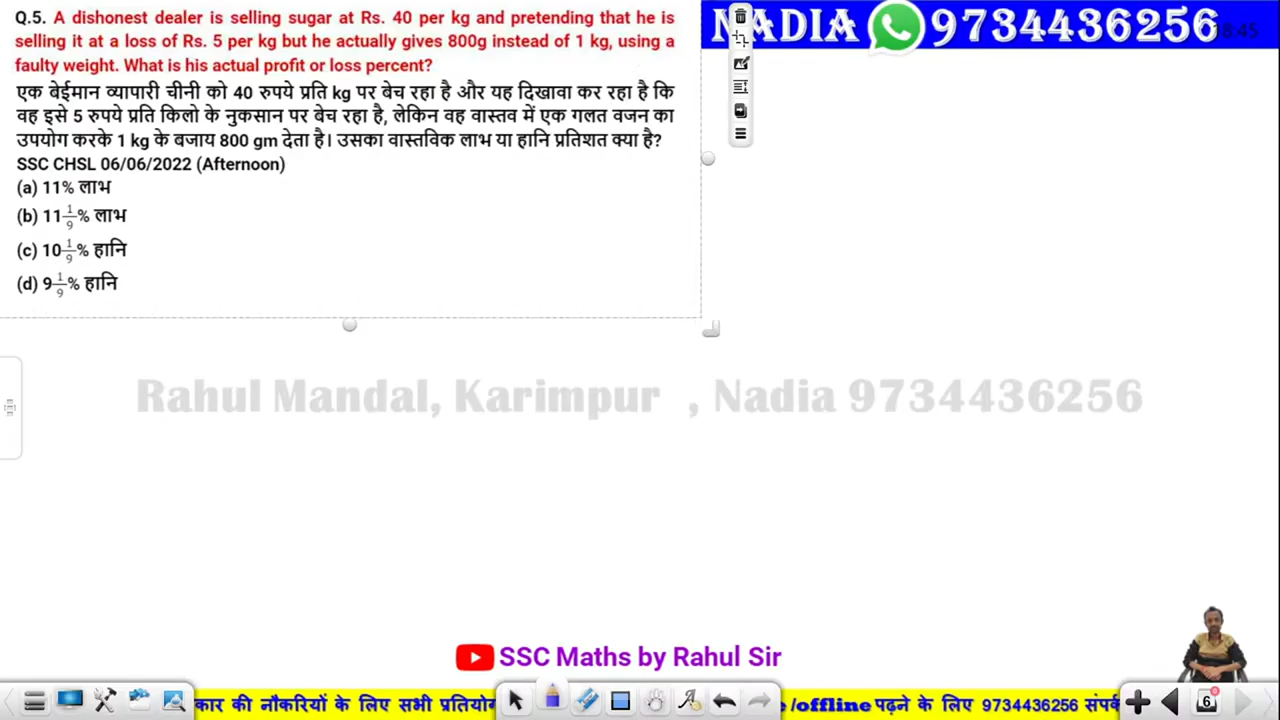 NADIA 9734436256
18:45
Q.5. A dishonest dealer is selling sugar at Rs. 40 per kg and pretending that he is
selling it at a loss of Rs. 5 per kg but he actually gives 800g instead of 1 kg, using a
faulty weight. What is his actual profit or loss percent?
एक बेईमान व्यापारी चीनी को 40 रुपये प्रति kg पर बेच रहा है और यह दिखावा कर रहा है कि
वह इसे 5 रुपये प्रति किलो के नुकसान पर बेच रहा है, लेकिन वह वास्तव में एक गलत वजन का
उपयोग करके 1 kg के बजाय 800 gm देता है। उसका वास्तविक लाभ या हानि प्रतिशत क्या है?
SSC CHSL 06/06/2022 (Afternoon)
(a) 11% लाभ
(b) 11 1/9 % लाभ
(c) 10 1/9 % हानि
(d) 9 1/9 % हानि
Rahul Mandal, Karimpur , Nadia 9734436256
SSC Maths by Rahul Sir
कार की नौकरियों के लिए सभी प्रतियोग
/offline पढ़ने के लिए 9734436256 संपर्क
6